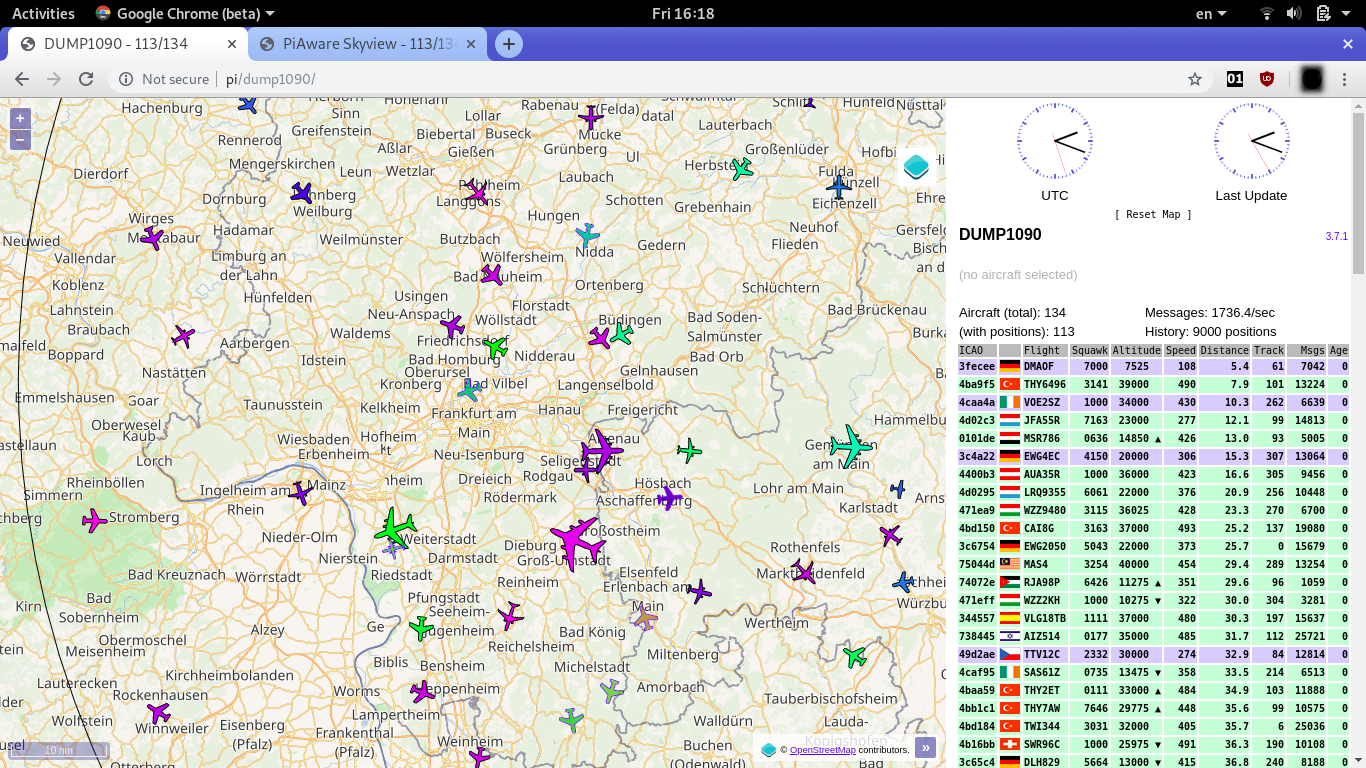 Activities Google Chrome (beta) Fri 16:18 en
DUMP1090 - 113/134 PiAware Skyview - 113/13
Not secure pi/dump1090/ 01
+
−
Hachenburg Herborn Hohenahr Rabenau (Felda) Schwalmtal Hünfeld Nüsttal
Sinn Lollar datal
Rennerod Greifenstein Biebertal Buseck Mücke Lauterbach
Aßlar Gießen Grünberg Großenlüder Hofbi
Mengerskirchen Leun Wetzlar Ul Herbste Fulda
Dierdorf Laubach nzell
Dornburg nberg Pohlheim Schotten Eichenzell
Weilburg Langgöns Grebenhain Ehre
Wirges Hungen Neuhof Gersfeld
Neuwied Hadamar Weilmünster Butzbach Gedern Flieden Bisch
Vallendar Limburg an Nidda an d
der Lahn Wölfersheim
Koblenz Bad Nauheim Ortenberg Schlüchtern
Hünfelden Usingen
Lahnstein Neu-Anspach Florstadt Bad Brückenau
Braubach Waldems Wöllstadt Büdingen Bad Soden-
Aarbergen Friedrichsdorf Salmünster Burka
Boppard Idstein Bad Homburg Nidderau Bad Orb
Nastätten Oberursel Gelnhausen
Kronberg Bad Vilbel Langenselbold
Emmelshausen Taunusstein Kelkheim Hanau Freigericht
Oberwesel Frankfurt am Hammelbu
Kaub Wiesbaden Hofheim Main
Erbenheim Neu-Isenburg Gemünden
astellaun Lorch Seligenstadt am Main
Rheinböllen Mainz Dreieich Rodgau Hösbach
Simmern Ingelheim am Rödermark Aschaffenburg Lohr am Main Arns
Rhein Karlstadt
chberg Stromberg Großostheim
Nieder-Olm Weiterstadt Dieburg Rothenfels
Nierstein Darmstadt Groß-Umstadt
Bad Kreuznach Riedstadt Elsenfeld Marktheidenfeld
Wörrstadt Reinheim Erlenbach am
Kirn Pfungstadt Main Würzbu
Sien Seeheim- Wertheim
Obermoschel Alzey Ge ugenheim Bad König
Meisenheim Reichelsheim
Biblis Bensheim Michelstadt Miltenberg
Lauterecken Kirchheimbolanden
Rockenhausen Worms Heppenheim Amorbach Tauberbischofsheim
Wolfstein Eisenberg Lampertheim Walldürn Lauda-
Winnweiler (Pfalz) Frankenthal Königshofen
(Pfalz) Weinheim Buchen
Otterberg (Odenwald)
10 nm
© OpenStreetMap contributors. »
UTC Last Update
[ Reset Map ]
DUMP1090 3.7.1
(no aircraft selected)
Aircraft (total): 134 Messages: 1736.4/sec
(with positions): 113 History: 9000 positions
ICAO Flight Squawk Altitude Speed Distance Track Msgs Age
3fecee DMAOF 7000 7525 108 5.4 61 7042 0
4ba9f5 THY6496 3141 39000 490 7.9 101 13224 0
4caa4a VOE2SZ 1000 34000 430 10.3 262 6639 0
4d02c3 JFA55R 7163 23000 277 12.1 99 14813 0
0101de MSR786 0636 14850 ▲ 426 13.0 93 5005 0
3c4a22 EWG4EC 4150 20000 306 15.3 307 13064 0
4400b3 AUA35R 1000 36000 423 16.6 305 9456 0
4d0295 LRQ9355 6061 22000 376 20.9 256 10448 0
471ea9 WZZ9480 3115 36025 428 23.3 270 6700 0
4bd150 CAI8G 3163 37000 493 25.2 137 19080 0
3c6754 EWG2050 5043 22000 373 25.7 0 15679 0
75044d MAS4 3254 40000 454 29.4 289 13254 0
74072e RJA98P 6426 11275 ▲ 351 29.6 96 1059 0
471eff WZZ2KH 1000 10275 ▼ 322 30.0 304 3281 0
344557 VLG18TB 1111 37000 480 30.3 197 15637 0
738445 AIZ514 0177 35000 485 31.7 112 25721 0
49d2ae TTV12C 2332 30000 274 32.9 84 12814 0
4caf95 SAS61Z 0735 13475 ▼ 358 33.5 214 6513 0
4baa59 THY2ET 0111 33000 ▲ 484 34.9 103 11888 0
4bb1c1 THY7AW 7646 29775 ▲ 448 35.6 99 10575 0
4bd184 TWI344 3031 32000 405 35.7 6 25036 0
4b16bb SWR96C 1000 25975 ▼ 491 36.3 190 10108 0
3c65c4 DLH829 5664 13000 ▼ 415 36.8 240 8188 0